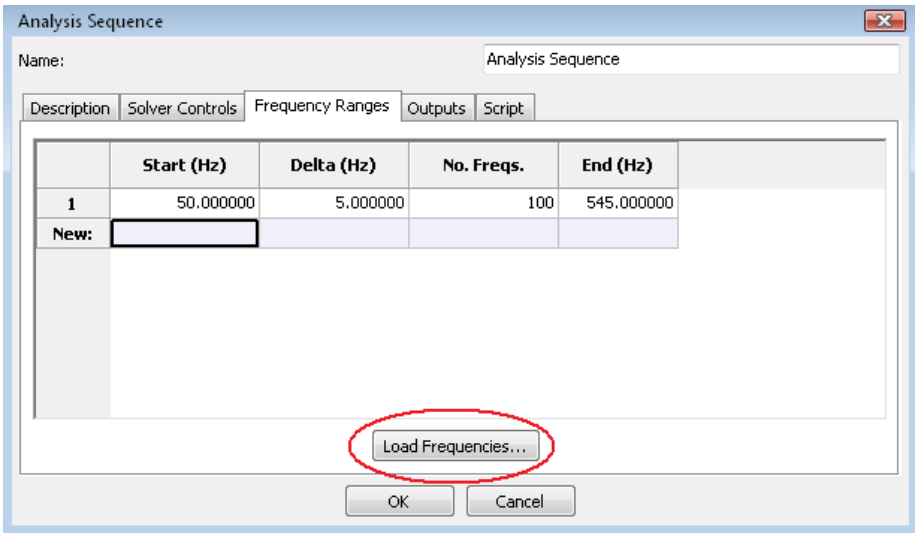 Analysis Sequence
Name: Analysis Sequence
Description Solver Controls Frequency Ranges Outputs Script
Start (Hz) Delta (Hz) No. Freqs. End (Hz)
1 50.000000 5.000000 100 545.000000
New:
Load Frequencies...
OK Cancel